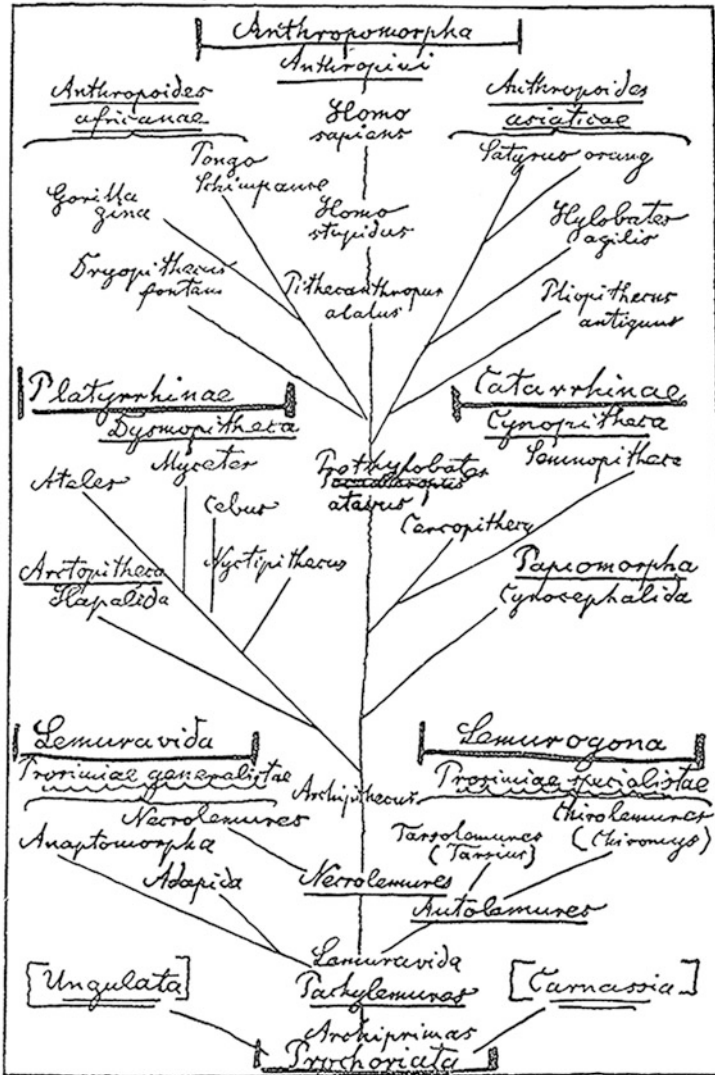 Anthropomorpha
Anthropini
Anthropoides
africanae
Anthropoides
asiaticae
Homo
sapiens
Pongo
Schimpanse
Satyrus orang
Gorilla
gina
Homo
stupidus
Hylobates
agilis
Dryopithecus
fontani
Pithecanthropus
alalus
Pliopithecus
antiquus
Platyrrhinae
Dysmopitheca
Catarrhinae
Cynopitheca
Mycetes
Ateles
Cebus
Prothylobates
atavus
Semnopitheca
Cercopitheca
Nyctipithecus
Arctopitheca
Hapalida
Papiomorpha
Cynocephalida
Lemuravida
Prosimiae generalistae
Necrolemures
Anaptomorpha
Adapida
Archipithecus
Lemurogona
Prosimiae specialistae
Chirolemures
(Chiromys)
Tarsolemures
(Tarsius)
Necrolemures
Autolemures
Lemuravida
Pachylemures
[Ungulata]
[Carnassia]
Archiprimas
Prochoriata